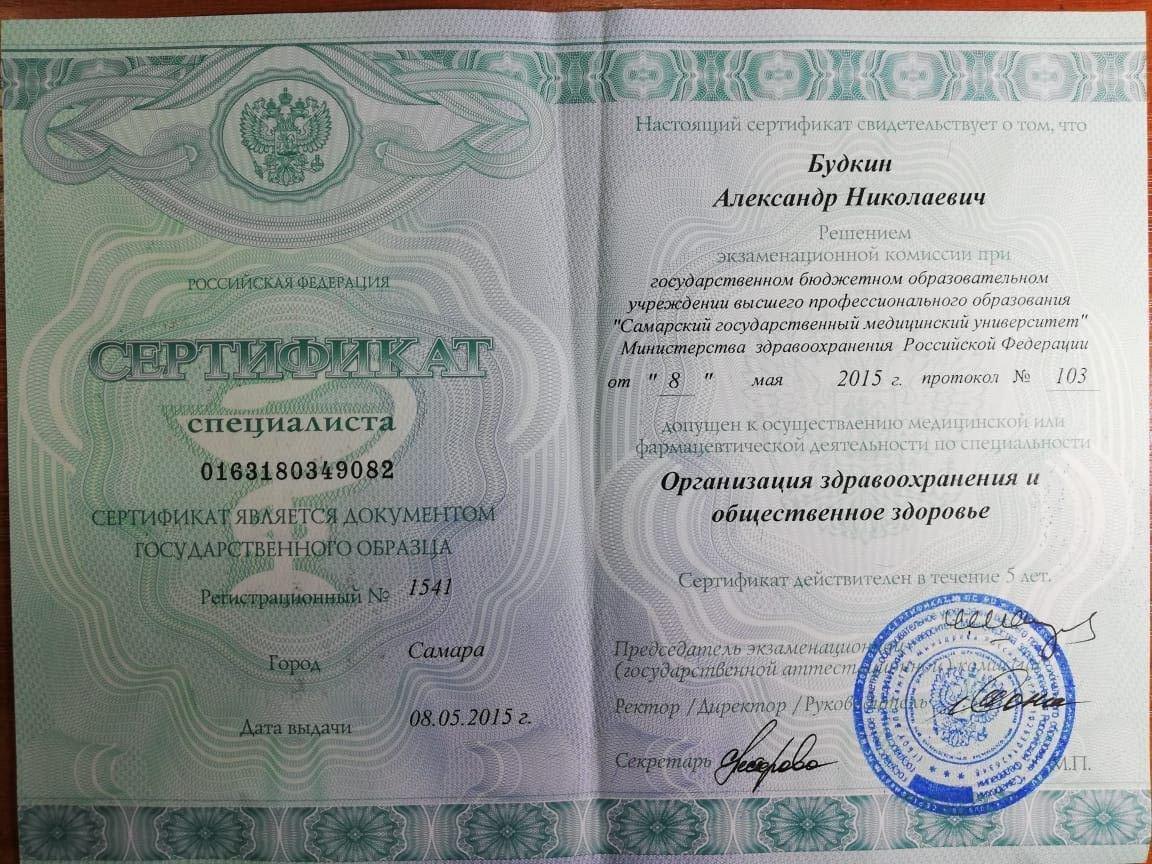 РОССИЙСКАЯ ФЕДЕРАЦИЯ
СЕРТИФИКАТ
специалиста
0163180349082
СЕРТИФИКАТ ЯВЛЯЕТСЯ ДОКУМЕНТОМ
ГОСУДАРСТВЕННОГО ОБРАЗЦА
Регистрационный № 1541
Город Самара
Дата выдачи 08.05.2015 г.
Настоящий сертификат свидетельствует о том, что
Будкин
Александр Николаевич
Решением
экзаменационной комиссии при
государственном бюджетном образовательном
учреждении высшего профессионального образования
"Самарский государственный медицинский университет"
Министерства здравоохранения Российской Федерации
от "8" мая 2015 г. протокол № 103
допущен к осуществлению медицинской или
фармацевтической деятельности по специальности
Организация здравоохранения и
общественное здоровье
Сертификат действителен в течение 5 лет.
Председатель экзаменацион
(государственной аттест
Ректор /Директор /Руков
Секретарь
М.П.